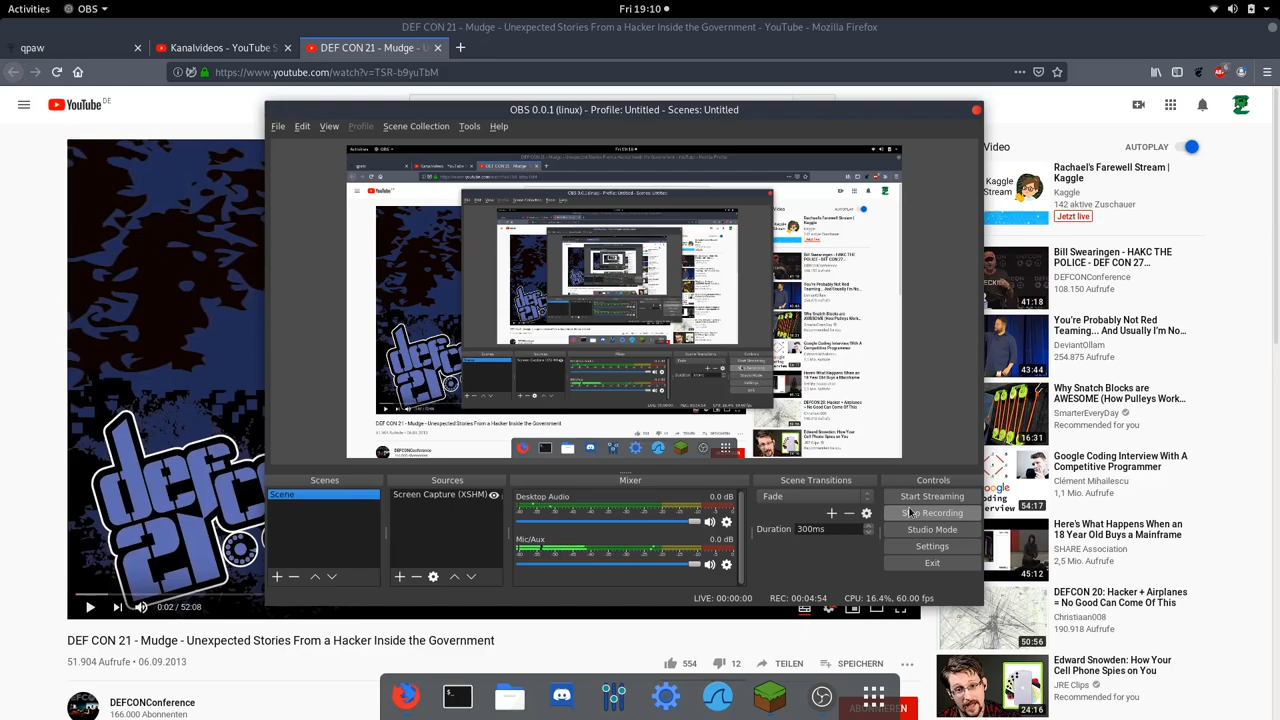 Activities
OBS
Fri 19:10
DEF CON 21 - Mudge - Unexpected Stories From a Hacker Inside the Government - YouTube - Mozilla Firefox
qpaw
Kanalvideos - YouTube S
DEF CON 21 - Mudge - U
https://www.youtube.com/watch?v=TSR-b9yuTbM
YouTube DE
OBS 0.0.1 (linux) - Profile: Untitled - Scenes: Untitled
File Edit View Profile Scene Collection Tools Help
Video
AUTOPLAY
Rachael's Farewell Stream |
Kaggle
Kaggle
142 active Zuschauer
Jetzt live
Kaggle
Stream
Bill Swearingen - HAKC THE
POLICE - DEF CON 27...
DEFCONConference
108.150 Aufrufe
41:18
You're Probably Not Red
Teaming... And Usually I'm No...
DeviantOllam
254.875 Aufrufe
43:44
Why Snatch Blocks are
AWESOME (How Pulleys Work...
SmarterEveryDay
Recommended for you
16:31
Google Coding Interview With A
Competitive Programmer
Clément Mihailescu
1,1 Mio. Aufrufe
54:17
Here's What Happens When an
18 Year Old Buys a Mainframe
SHARE Association
2,5 Mio. Aufrufe
45:12
DEFCON 20: Hacker + Airplanes
= No Good Can Come Of This
Christiaan008
190.918 Aufrufe
50:56
Edward Snowden: How Your
Cell Phone Spies on You
JRE Clips
Recommended for you
24:16
Scenes
Scene
Sources
Screen Capture (XSHM)
Mixer
Desktop Audio
0.0 dB
Mic/Aux
0.0 dB
Scene Transitions
Fade
Duration 300ms
Controls
Start Streaming
Stop Recording
Studio Mode
Settings
Exit
LIVE: 00:00:00
REC: 00:04:54
CPU: 16.4%, 60.00 fps
DEF CON
21
0:02 / 52:08
DEF CON 21 - Mudge - Unexpected Stories From a Hacker Inside the Government
51.904 Aufrufe • 06.09.2013
554
12
TEILEN
SPEICHERN
DEFCONConference
166.000 Abonnenten
ABONNIEREN